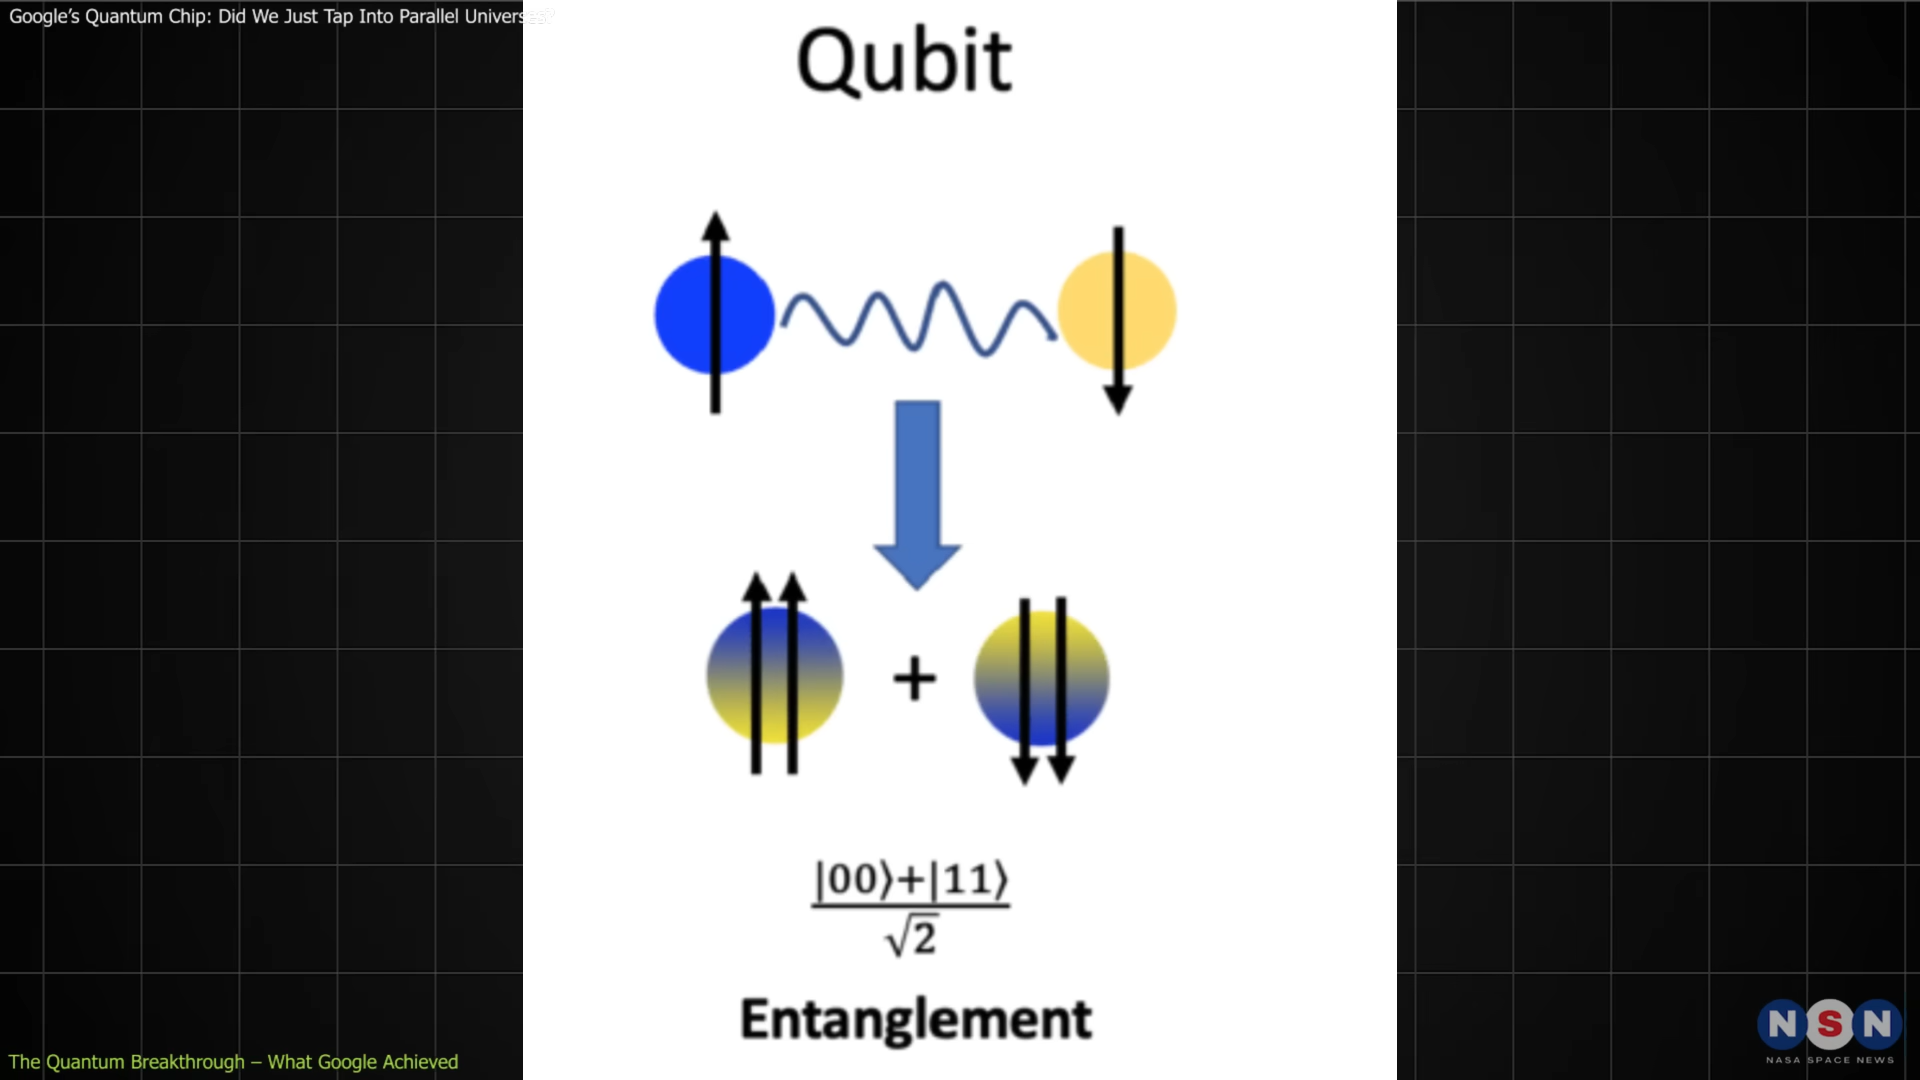 Google's Quantum Chip: Did We Just Tap Into Parallel Universes?
Qubit
+
|00⟩+|11⟩
√2
Entanglement
The Quantum Breakthrough – What Google Achieved
NSN
NASA SPACE NEWS